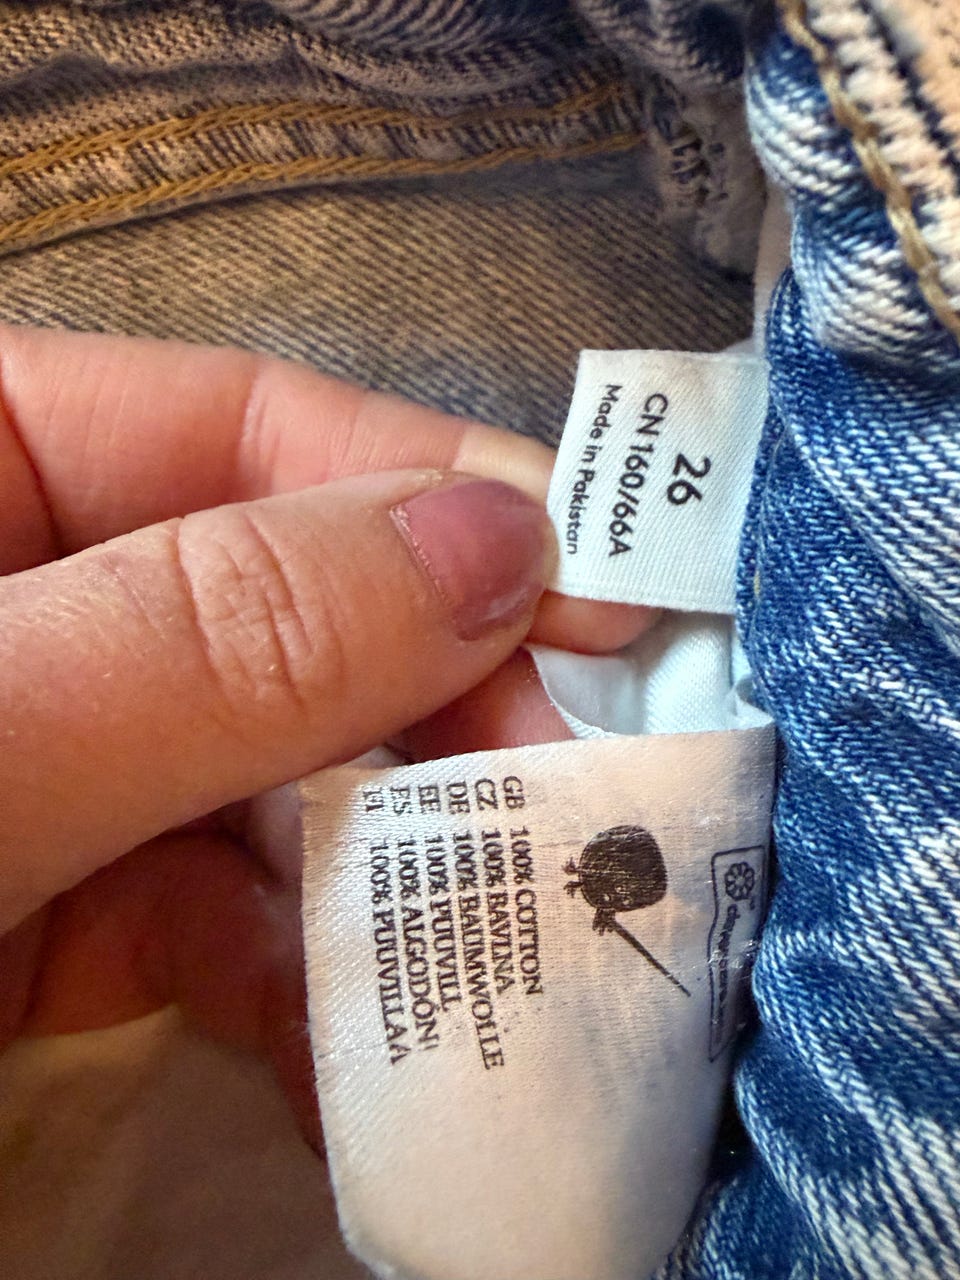 26
CN 160/66A
Made in Pakistan
GB 100% COTTON
CZ 100% BAVLNA
DE 100% BAUMWOLLE
EE 100% PUUVILL
ES 100% ALGODÓN
FI 100% PUUVILLAA